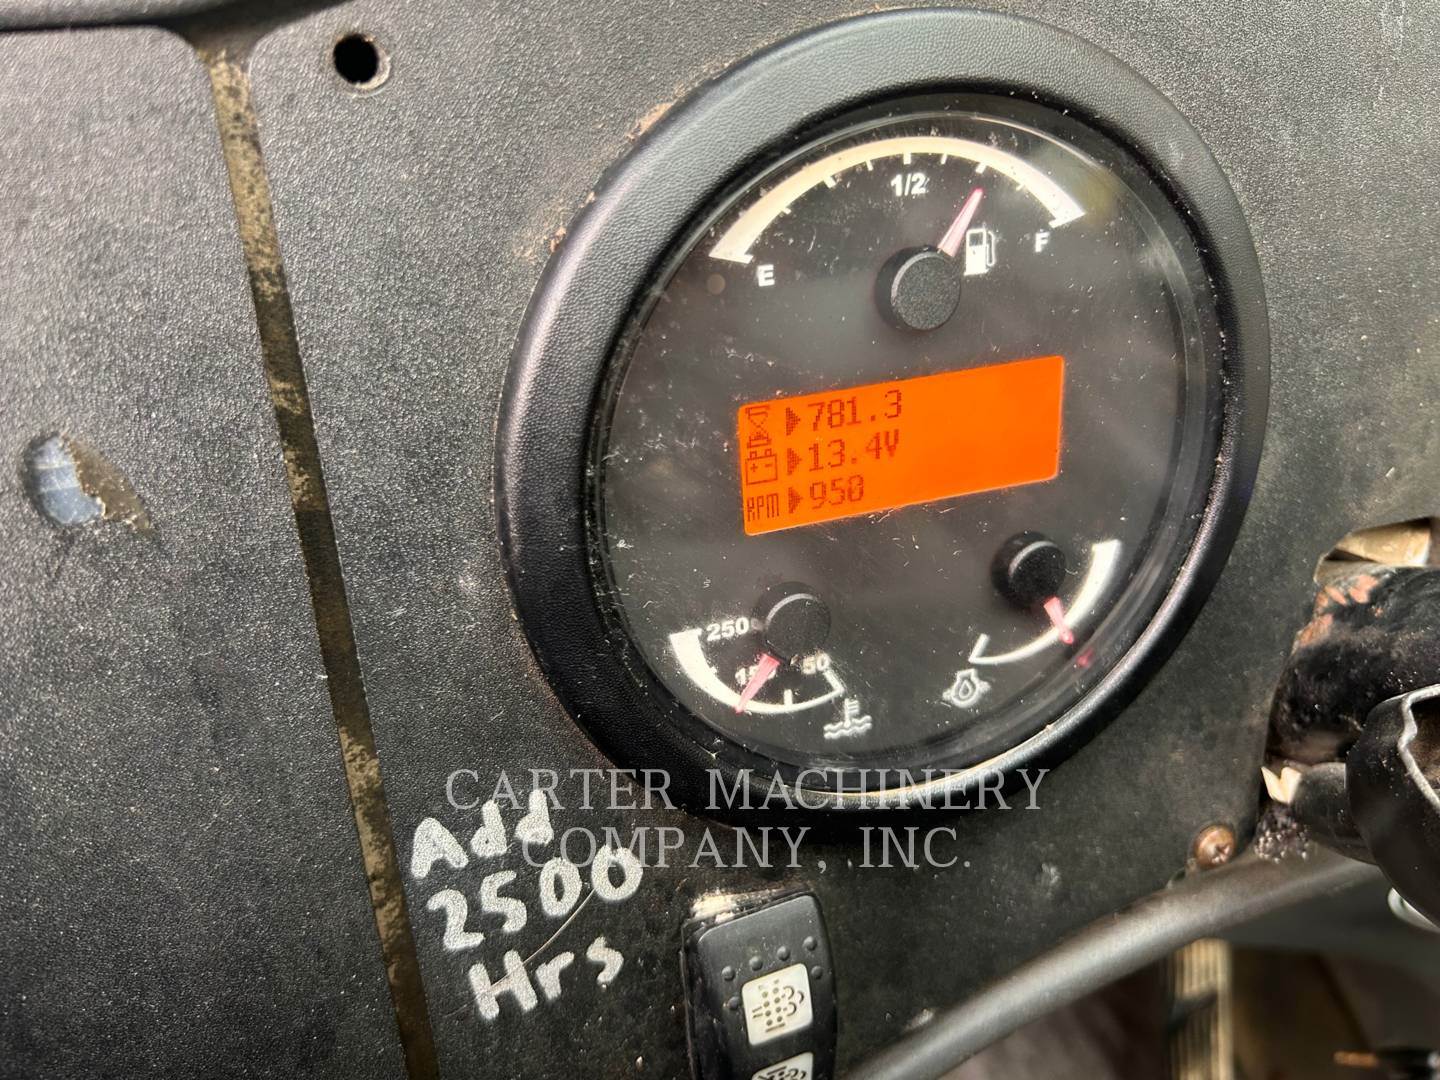 1/2
E
F
781.3
13.4V
RPM 950
250
50
Add
2500
Hrs
CARTER MACHINERY
COMPANY, INC.